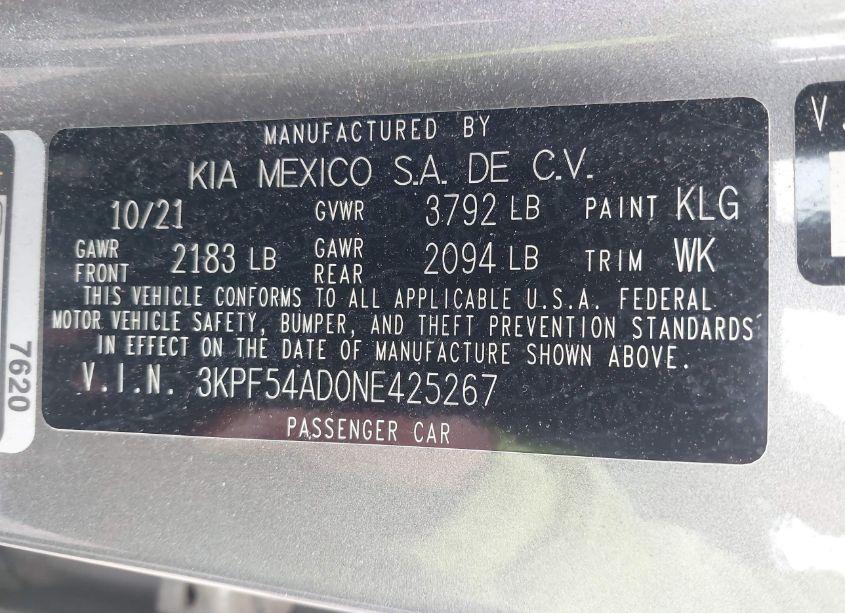 MANUFACTURED BY
KIA MEXICO S.A. DE C.V.
10/21 GVWR 3792 LB PAINT KLG
GAWR FRONT 2183 LB GAWR REAR 2094 LB TRIM WK
THIS VEHICLE CONFORMS TO ALL APPLICABLE U.S.A. FEDERAL
MOTOR VEHICLE SAFETY, BUMPER, AND THEFT PREVENTION STANDARDS
IN EFFECT ON THE DATE OF MANUFACTURE SHOWN ABOVE.
V.I.N. 3KPF54AD0NE425267
PASSENGER CAR
7620
V.